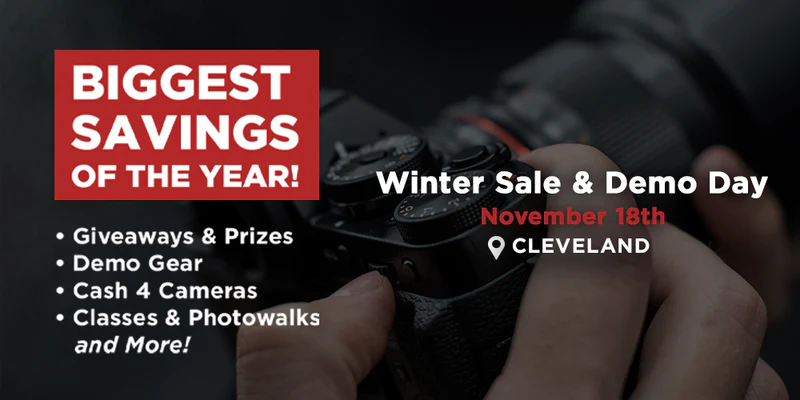 BIGGEST
SAVINGS
OF THE YEAR!
• Giveaways & Prizes
• Demo Gear
• Cash 4 Cameras
• Classes & Photowalks
and More!
Winter Sale & Demo Day
November 18th
CLEVELAND